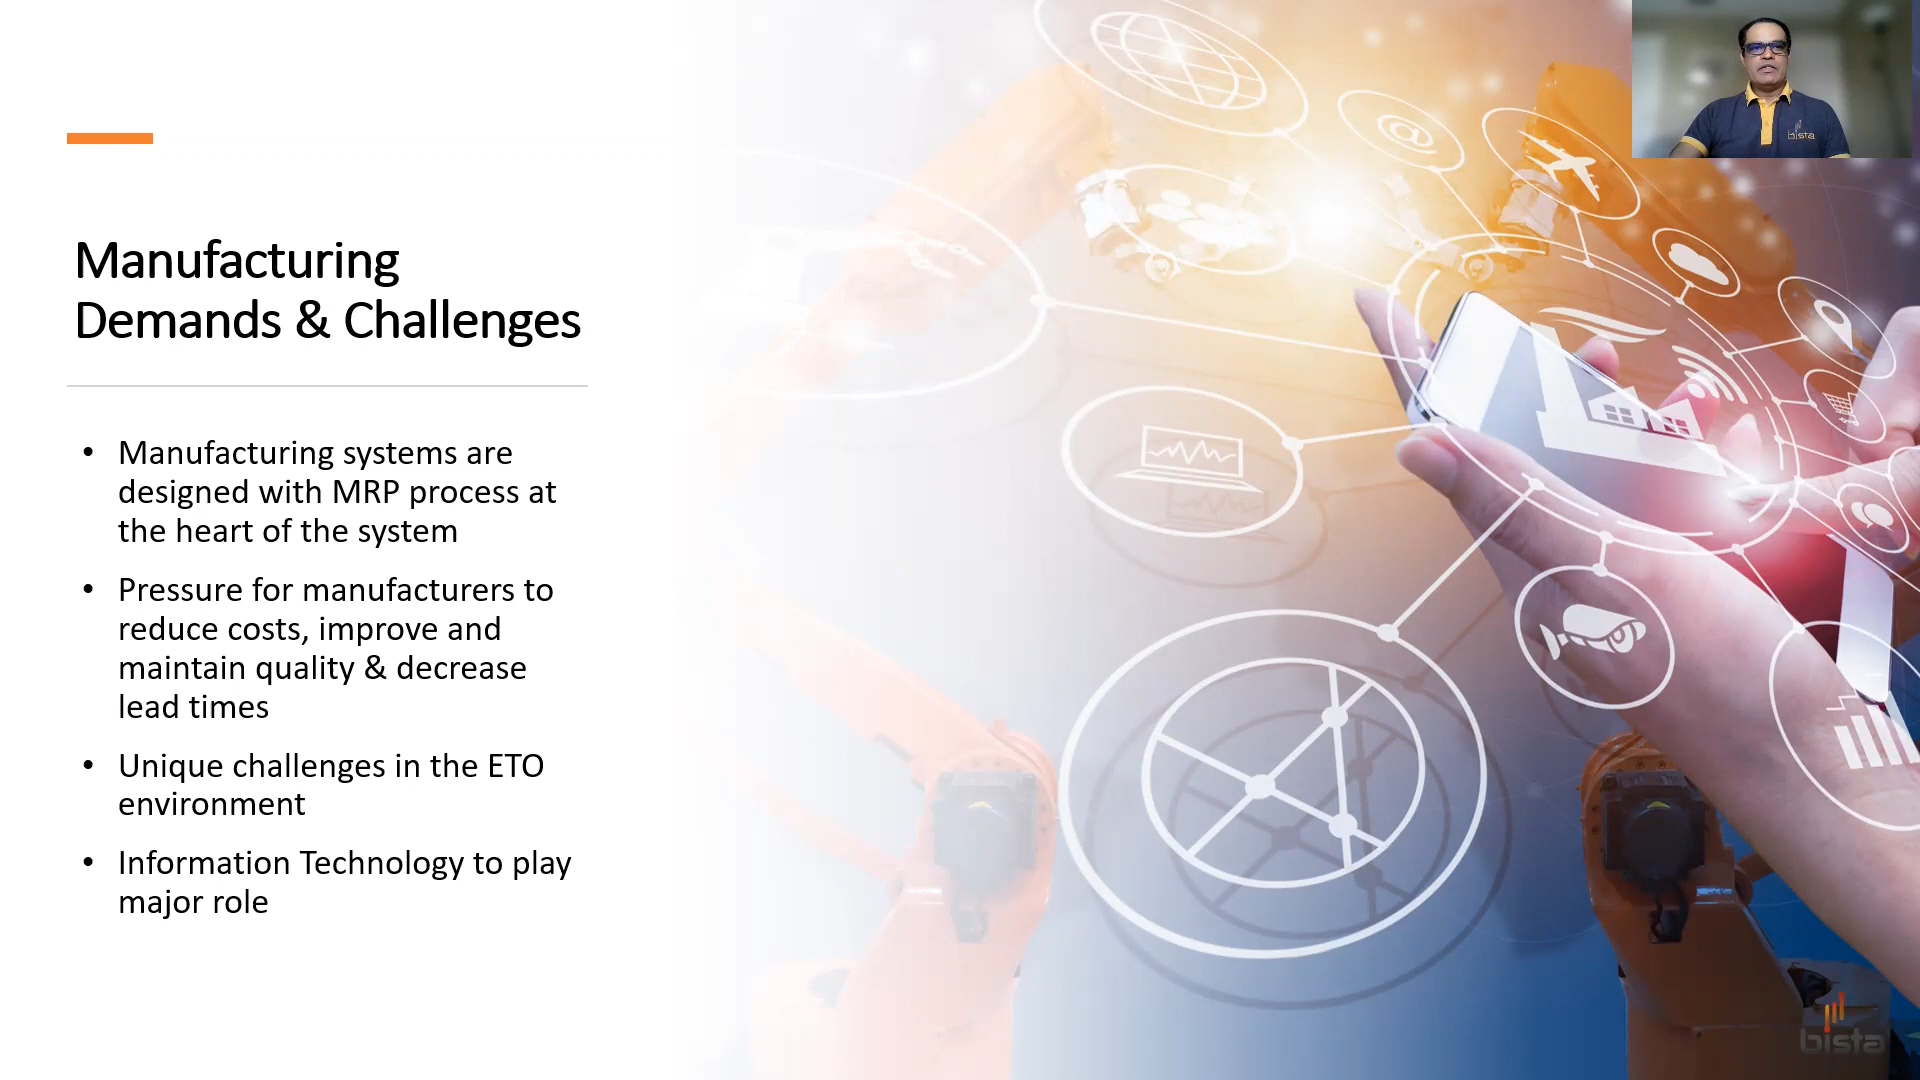 Manufacturing
Demands & Challenges
• Manufacturing systems are
designed with MRP process at
the heart of the system
• Pressure for manufacturers to
reduce costs, improve and
maintain quality & decrease
lead times
• Unique challenges in the ETO
environment
• Information Technology to play
major role
bista
@
bista